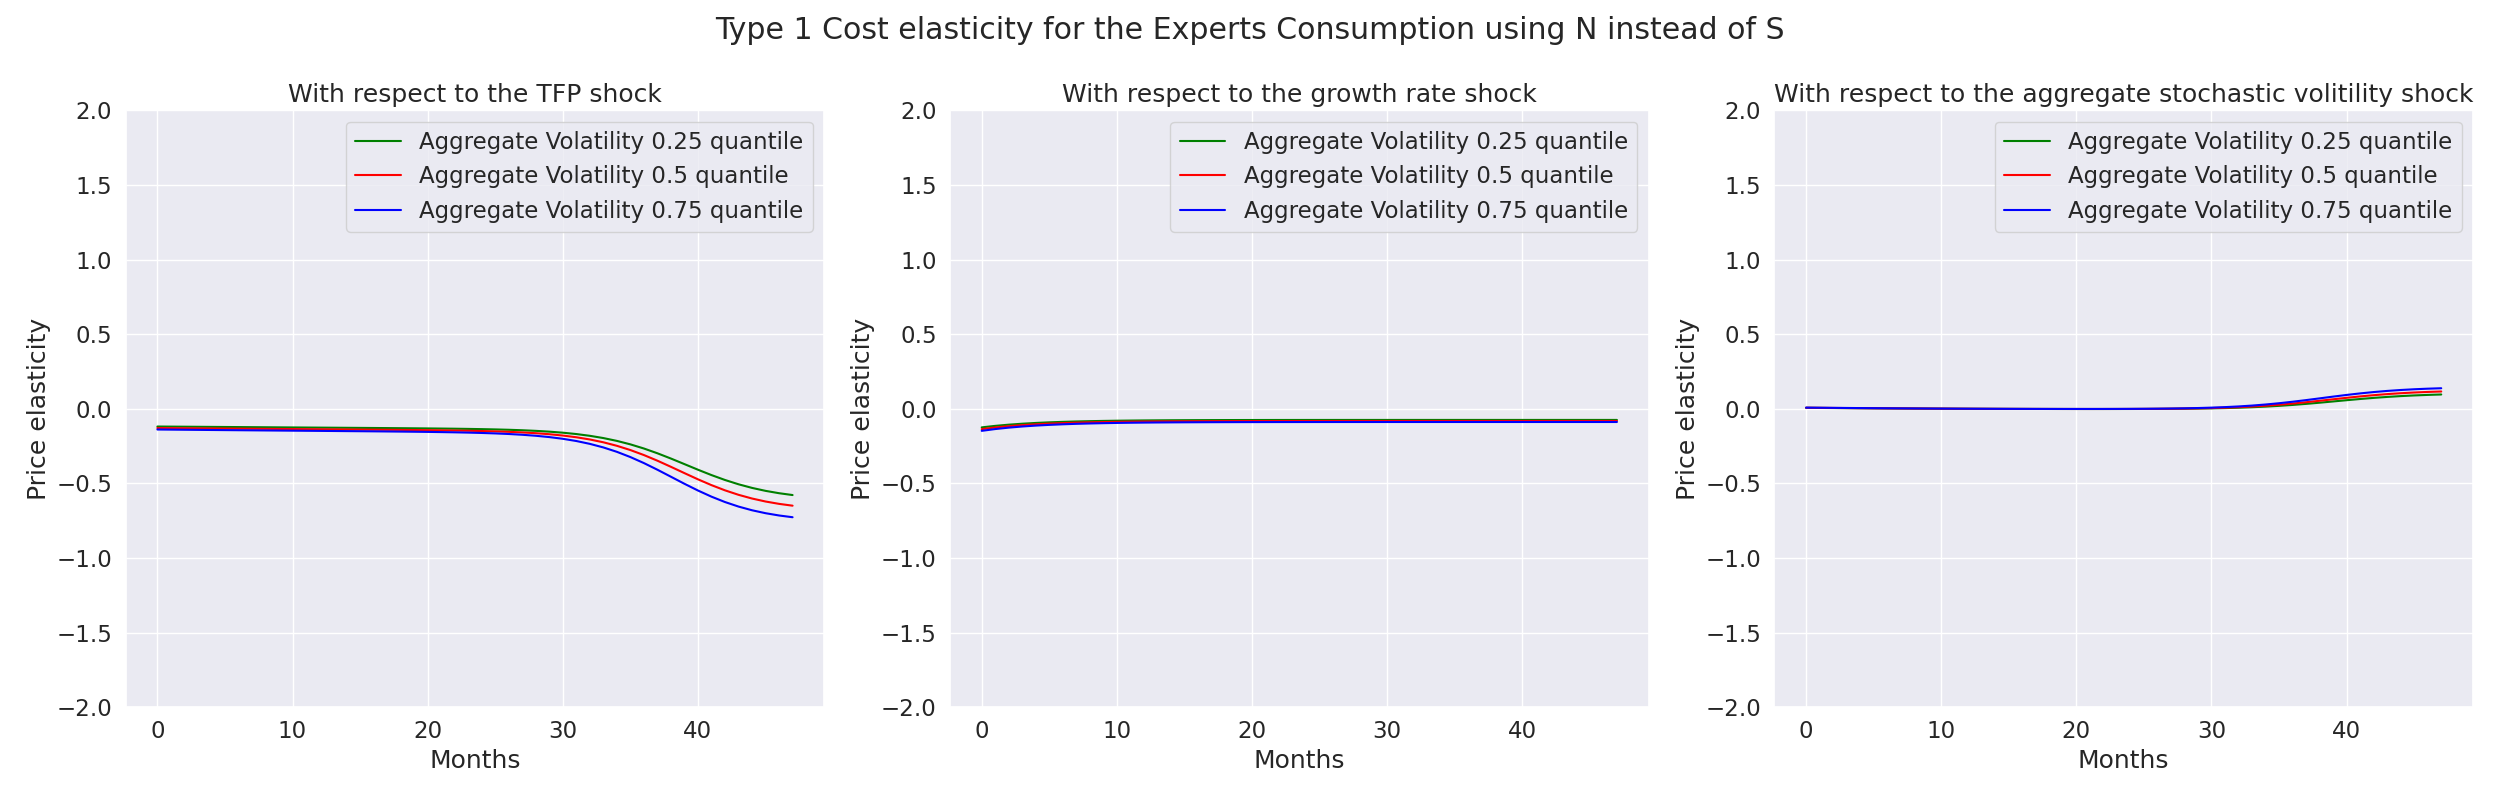 Type 1 Cost elasticity for the Experts Consumption using N instead of S
With respect to the TFP shock
2.0
1.5
1.0
0.5
0.0
−0.5
−1.0
−1.5
−2.0
Price elasticity
Aggregate Volatility 0.25 quantile
Aggregate Volatility 0.5 quantile
Aggregate Volatility 0.75 quantile
0 10 20 30 40
Months
With respect to the growth rate shock
2.0
1.5
1.0
0.5
0.0
−0.5
−1.0
−1.5
−2.0
Price elasticity
Aggregate Volatility 0.25 quantile
Aggregate Volatility 0.5 quantile
Aggregate Volatility 0.75 quantile
0 10 20 30 40
Months
With respect to the aggregate stochastic volitility shock
2.0
1.5
1.0
0.5
0.0
−0.5
−1.0
−1.5
−2.0
Price elasticity
Aggregate Volatility 0.25 quantile
Aggregate Volatility 0.5 quantile
Aggregate Volatility 0.75 quantile
0 10 20 30 40
Months